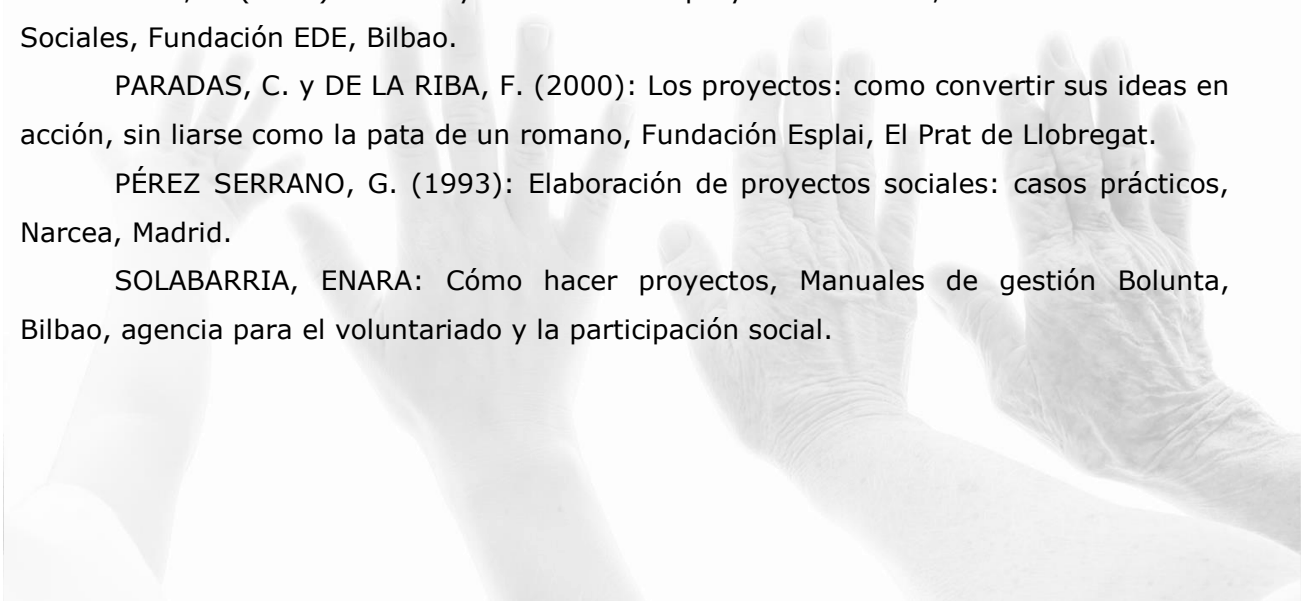 Sociales, Fundación EDE, Bilbao.
PARADAS, C. y DE LA RIBA, F. (2000): Los proyectos: como convertir sus ideas en
acción, sin liarse como la pata de un romano, Fundación Esplai, El Prat de Llobregat.
PÉREZ SERRANO, G. (1993): Elaboración de proyectos sociales: casos prácticos,
Narcea, Madrid.
SOLABARRIA, ENARA: Cómo hacer proyectos, Manuales de gestión Bolunta,
Bilbao, agencia para el voluntariado y la participación social.